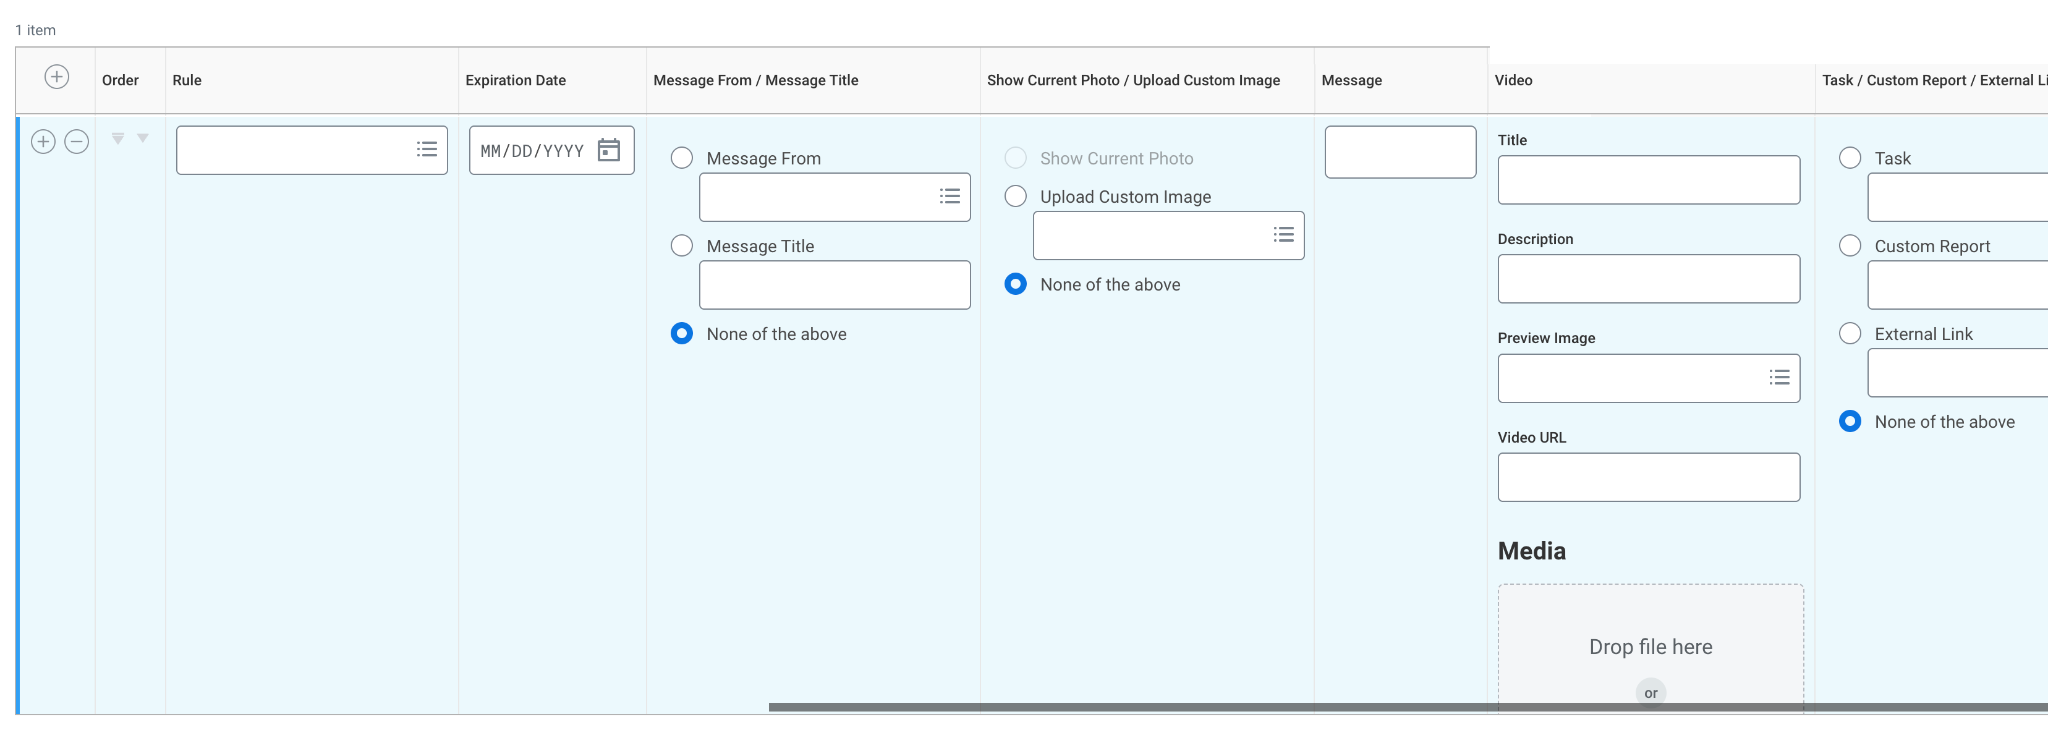 1 item
Order
Rule
Expiration Date
Message From / Message Title
Show Current Photo / Upload Custom Image
Message
Video
Task / Custom Report / External Li
MM/DD/YYYY
Message From
Message Title
None of the above
Show Current Photo
Upload Custom Image
None of the above
Title
Description
Preview Image
Video URL
Media
Drop file here
or
Task
Custom Report
External Link
None of the above